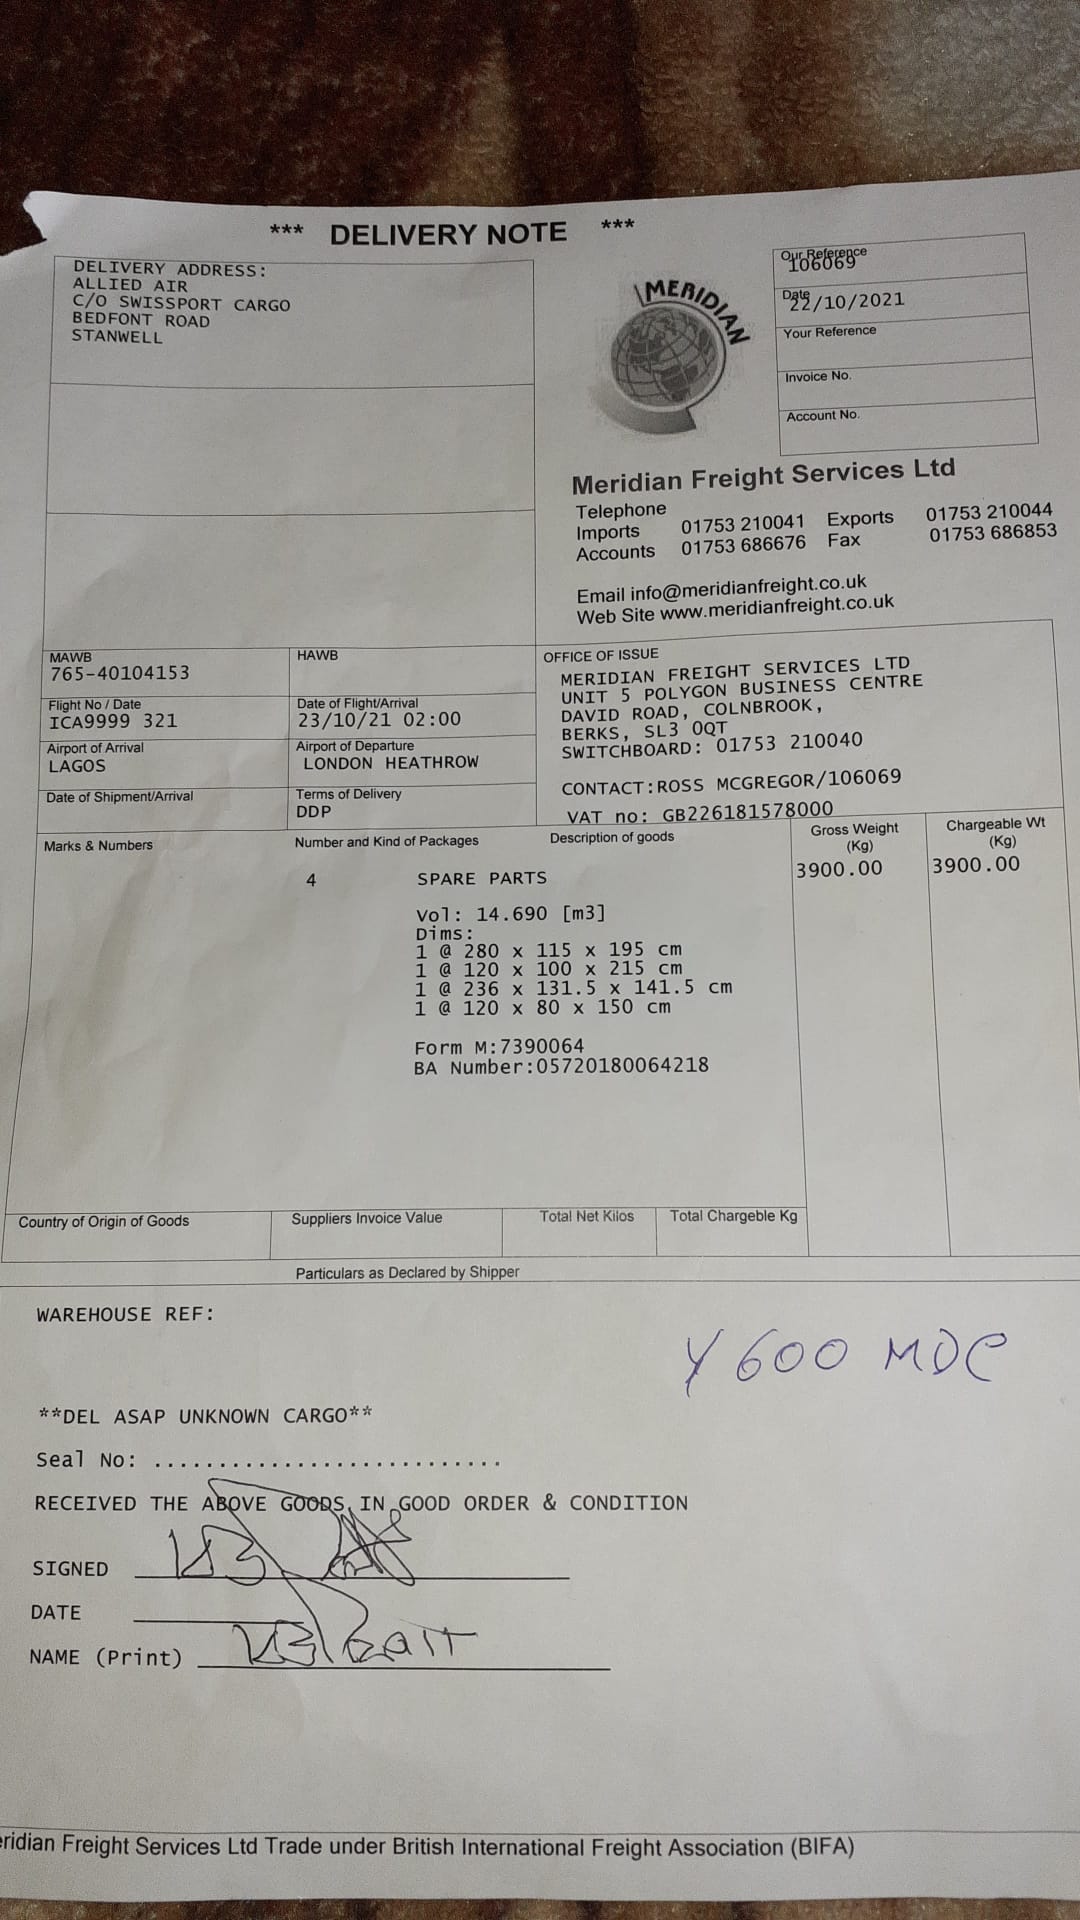 *** DELIVERY NOTE ***
DELIVERY ADDRESS:
ALLIED AIR
C/O SWISSPORT CARGO
BEDFONT ROAD
STANWELL
MERIDIAN
Our Reference
106069
Date
22/10/2021
Your Reference
Invoice No.
Account No.
Meridian Freight Services Ltd
Telephone
Imports 01753 210041 Exports 01753 210044
Accounts 01753 686676 Fax 01753 686853
Email info@meridianfreight.co.uk
Web Site www.meridianfreight.co.uk
MAWB
765-40104153
HAWB
Flight No / Date
ICA9999 321
Date of Flight/Arrival
23/10/21 02:00
Airport of Arrival
LAGOS
Airport of Departure
LONDON HEATHROW
Date of Shipment/Arrival
Terms of Delivery
DDP
OFFICE OF ISSUE
MERIDIAN FREIGHT SERVICES LTD
UNIT 5 POLYGON BUSINESS CENTRE
DAVID ROAD, COLNBROOK,
BERKS, SL3 0QT
SWITCHBOARD: 01753 210040
CONTACT:ROSS MCGREGOR/106069
VAT no: GB226181578000
Marks & Numbers
Number and Kind of Packages
Description of goods
Gross Weight
(Kg)
Chargeable Wt
(Kg)
4 SPARE PARTS 3900.00 3900.00
Vol: 14.690 [m3]
Dims:
1 @ 280 x 115 x 195 cm
1 @ 120 x 100 x 215 cm
1 @ 236 x 131.5 x 141.5 cm
1 @ 120 x 80 x 150 cm
Form M:7390064
BA Number:05720180064218
Country of Origin of Goods
Suppliers Invoice Value
Total Net Kilos
Total Chargeble Kg
Particulars as Declared by Shipper
WAREHOUSE REF:
Y600 MDC
**DEL ASAP UNKNOWN CARGO**
Seal No: ...........................
RECEIVED THE ABOVE GOODS, IN GOOD ORDER & CONDITION
SIGNED
DATE
NAME (Print)
eridian Freight Services Ltd Trade under British International Freight Association (BIFA)